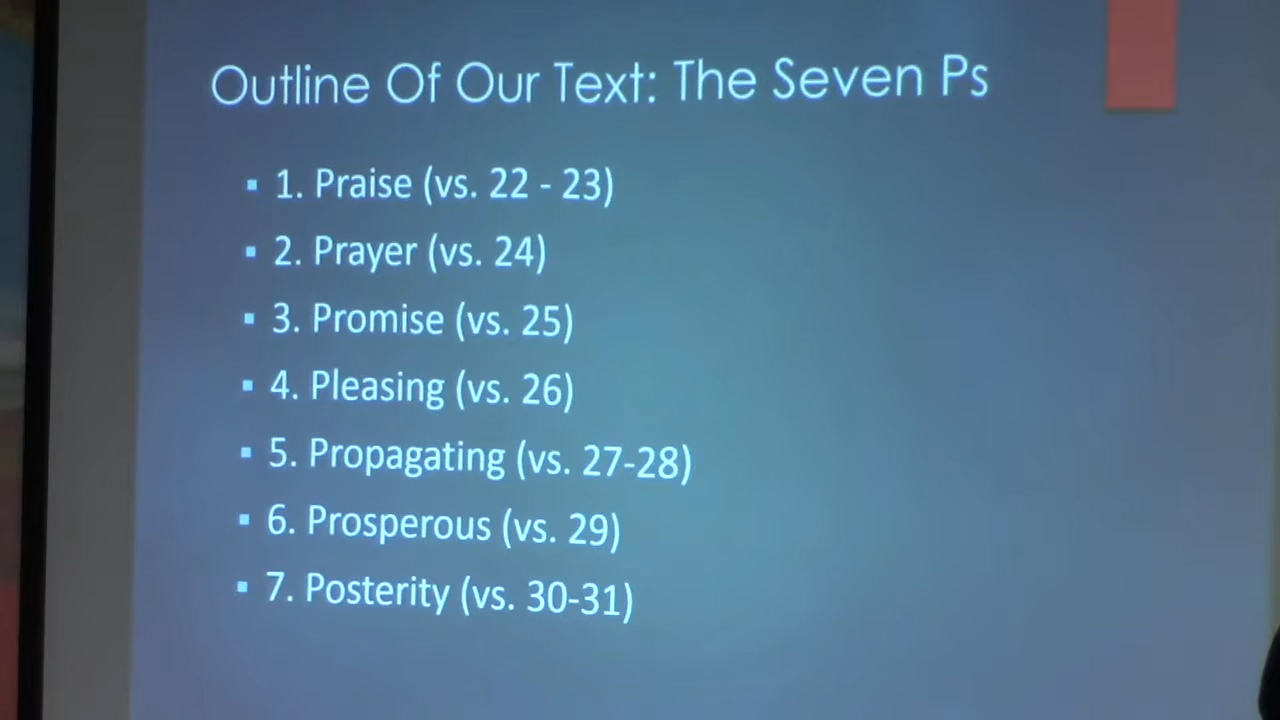 Outline Of Our Text: The Seven Ps
▪ 1. Praise (vs. 22 - 23)
▪ 2. Prayer (vs. 24)
▪ 3. Promise (vs. 25)
▪ 4. Pleasing (vs. 26)
▪ 5. Propagating (vs. 27-28)
▪ 6. Prosperous (vs. 29)
▪ 7. Posterity (vs. 30-31)